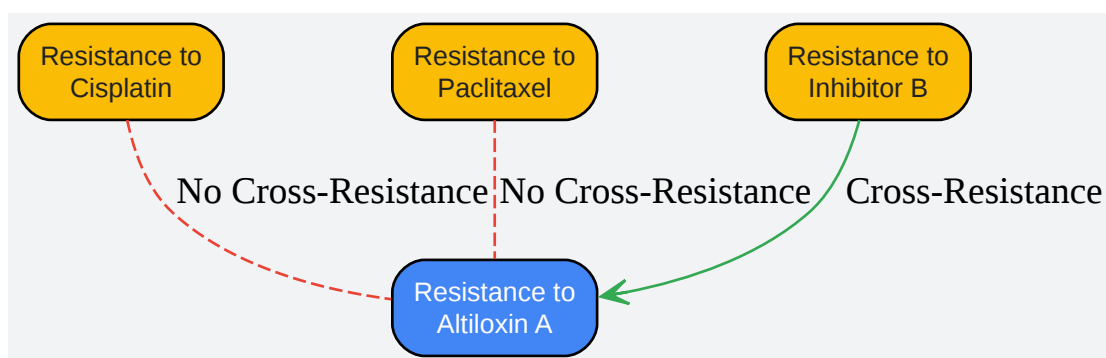 Resistance to
Cisplatin
Resistance to
Paclitaxel
Resistance to
Inhibitor B
No Cross-Resistance
No Cross-Resistance
Cross-Resistance
Resistance to
Altiloxin A